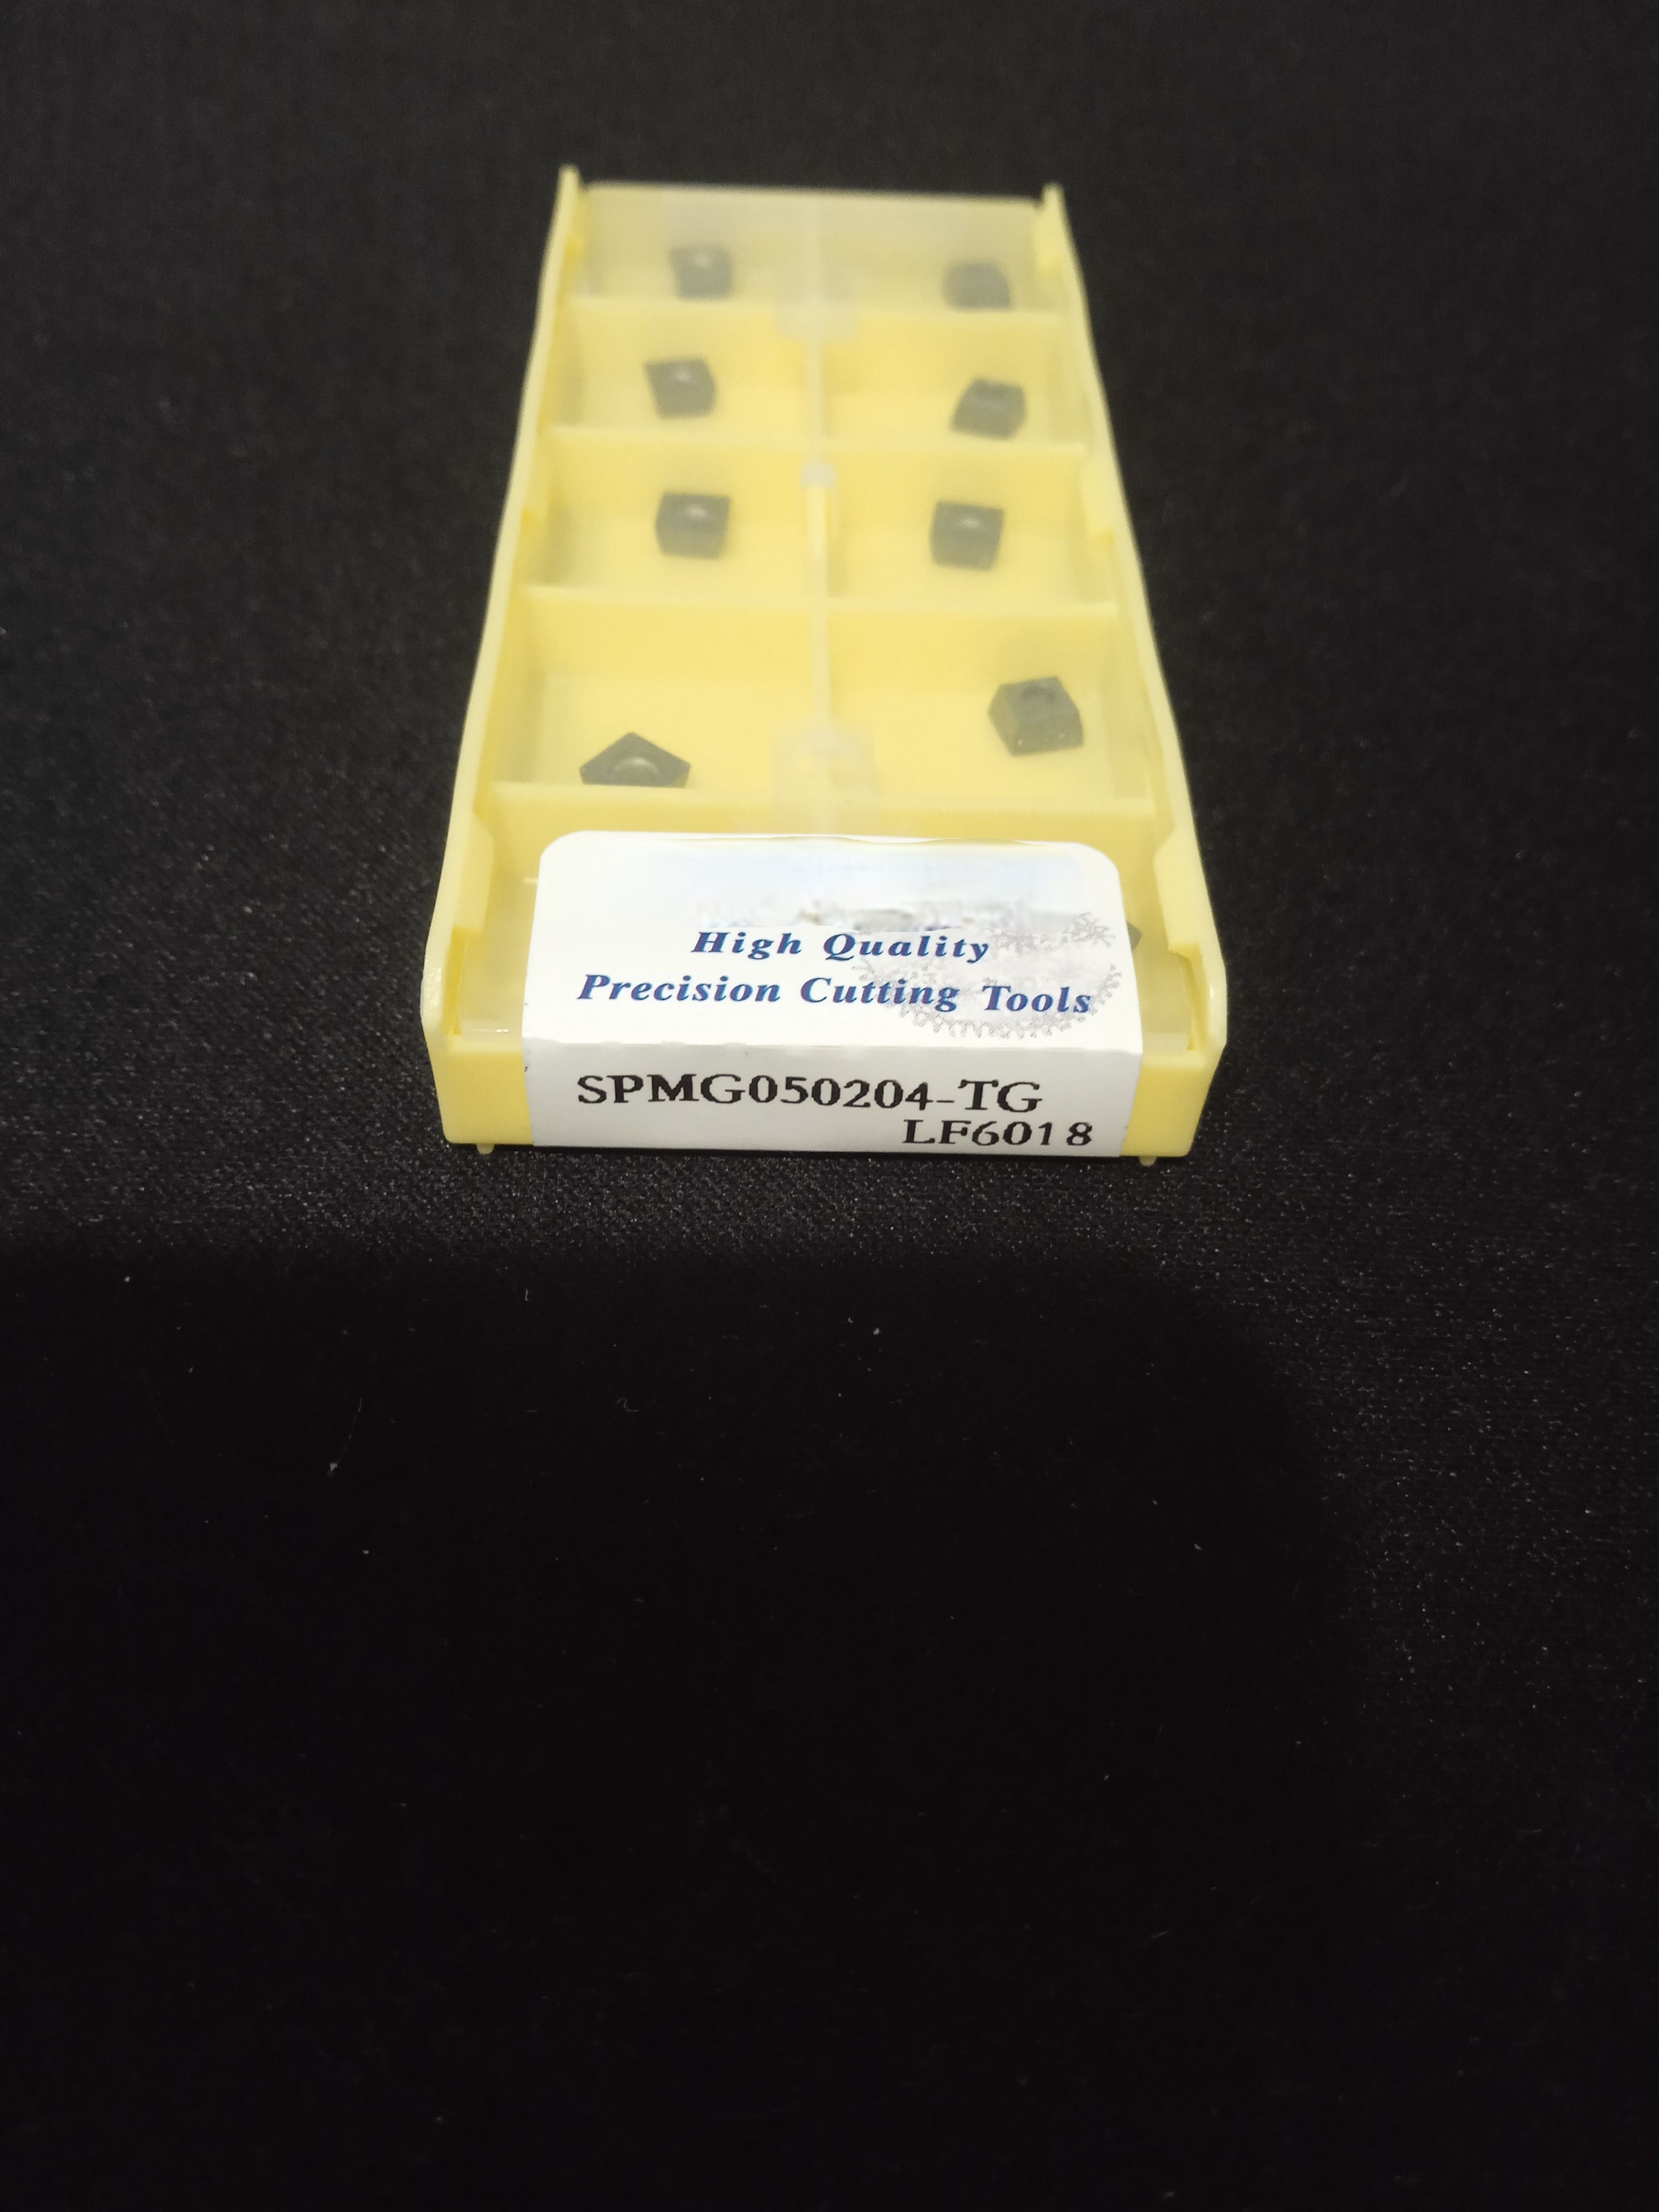 High Quality
Precision Cutting Tools
SPMG050204-TG
LF6018